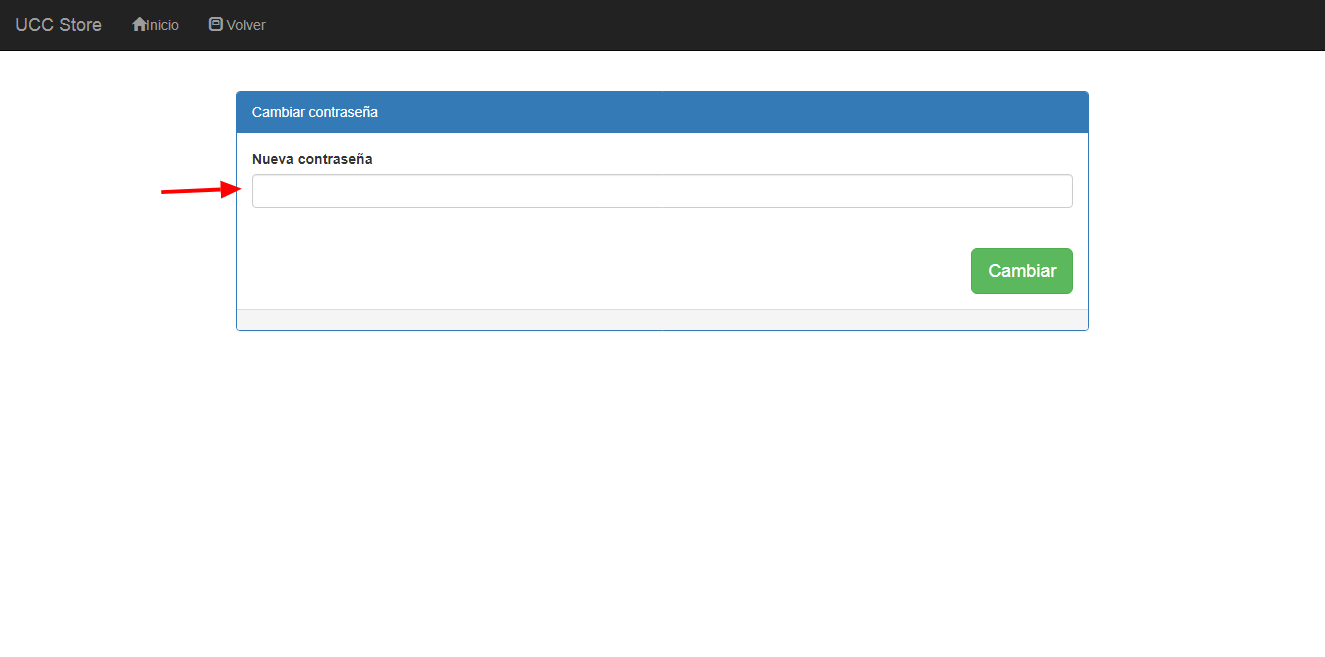 UCC Store Inicio Volver
Cambiar contraseña
Nueva contraseña
Cambiar